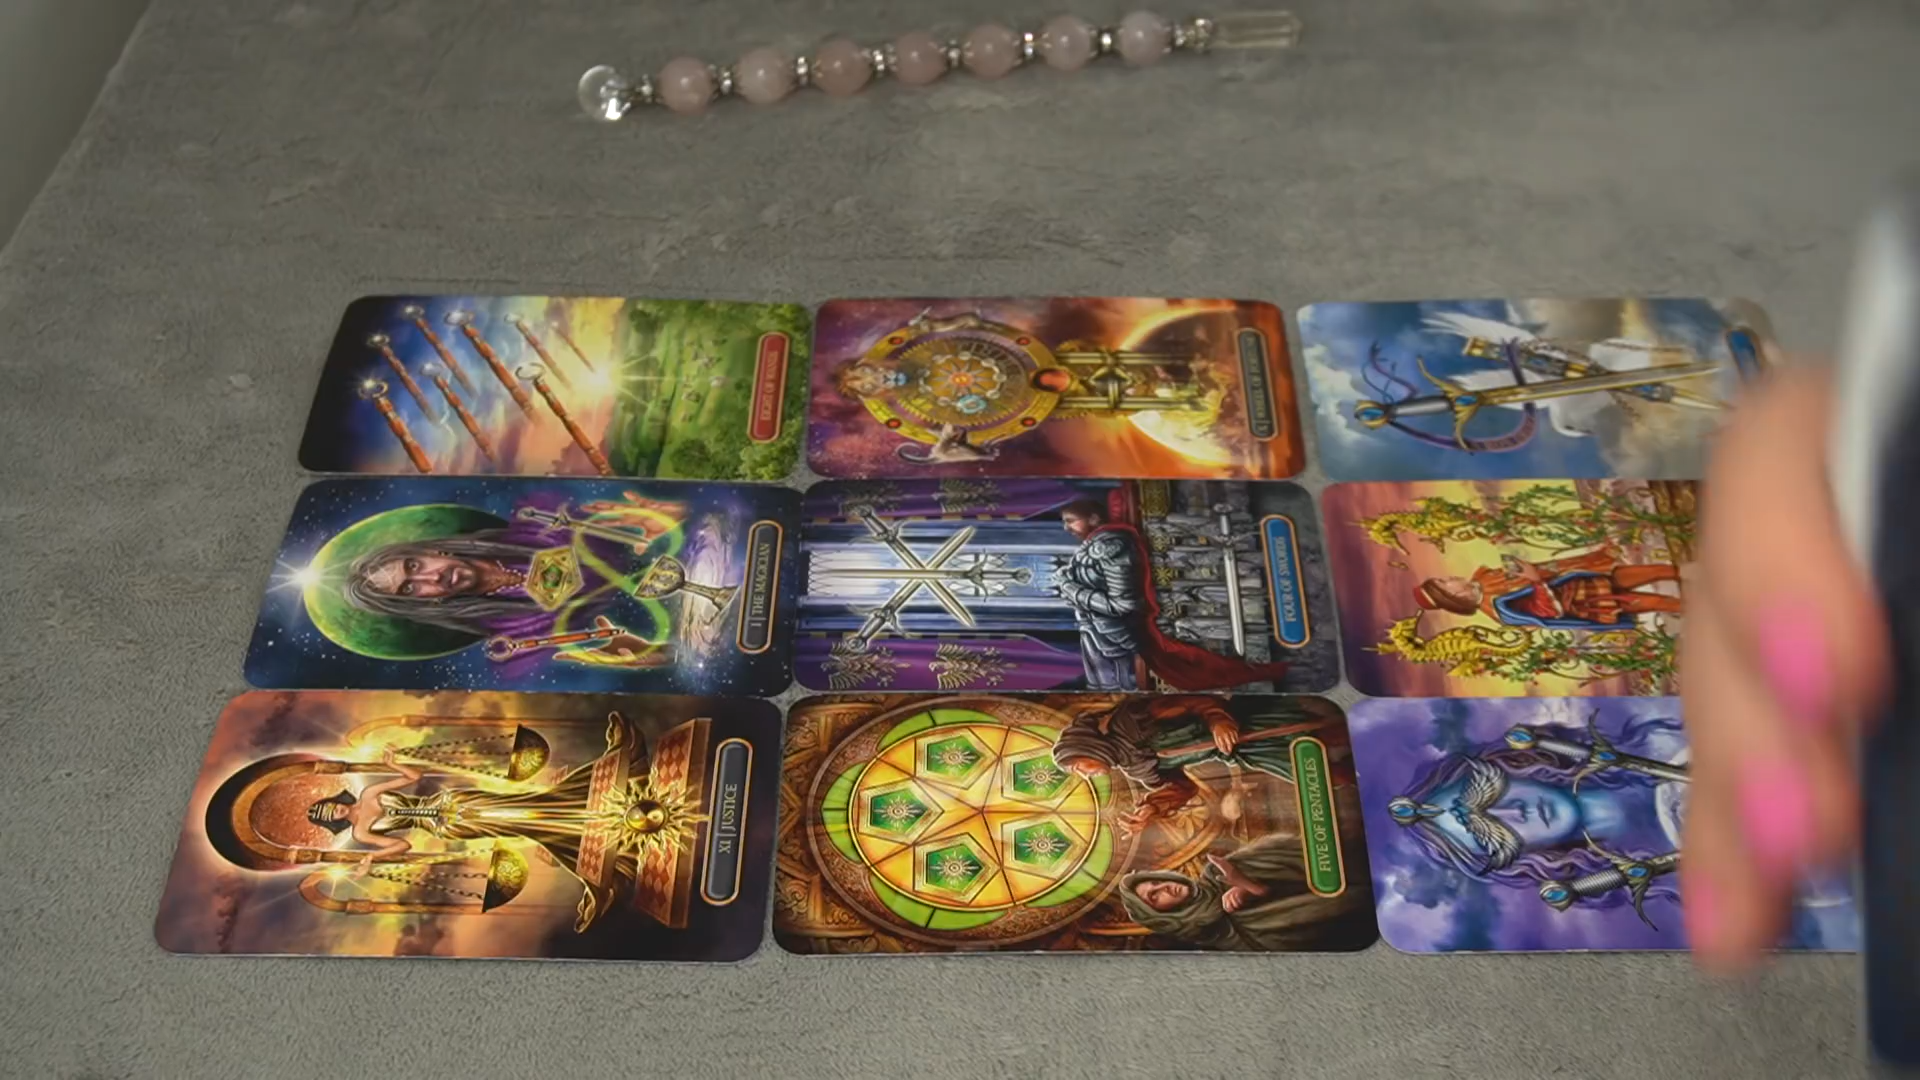 EIGHT OF WANDS
X | WHEEL OF FORTUNE
I | THE MAGICIAN
FOUR OF SWORDS
XI | JUSTICE
FIVE OF PENTACLES